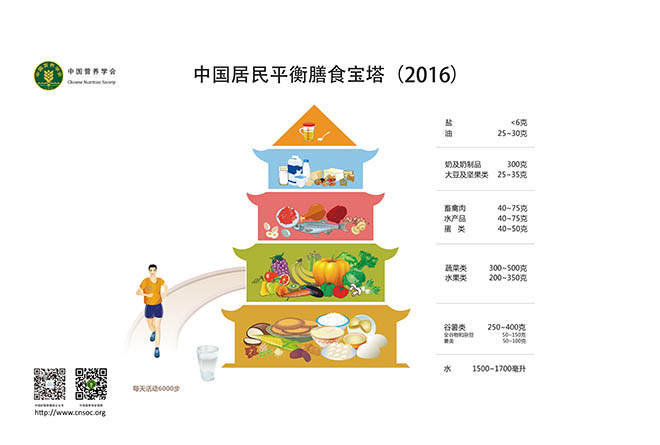 中国营养学会
Chinese Nutrition Society
中国居民平衡膳食宝塔（2016）
盐 <6克
油 25~30克
奶及奶制品 300克
大豆及坚果类 25~35克
畜禽肉 40~75克
水产品 40~75克
蛋 类 40~50克
蔬菜类 300~500克
水果类 200~350克
谷薯类 250~400克
全谷物和杂豆 50~150克
薯类 50~100克
水 1500~1700毫升
每天活动6000步
http://www.cnsoc.org